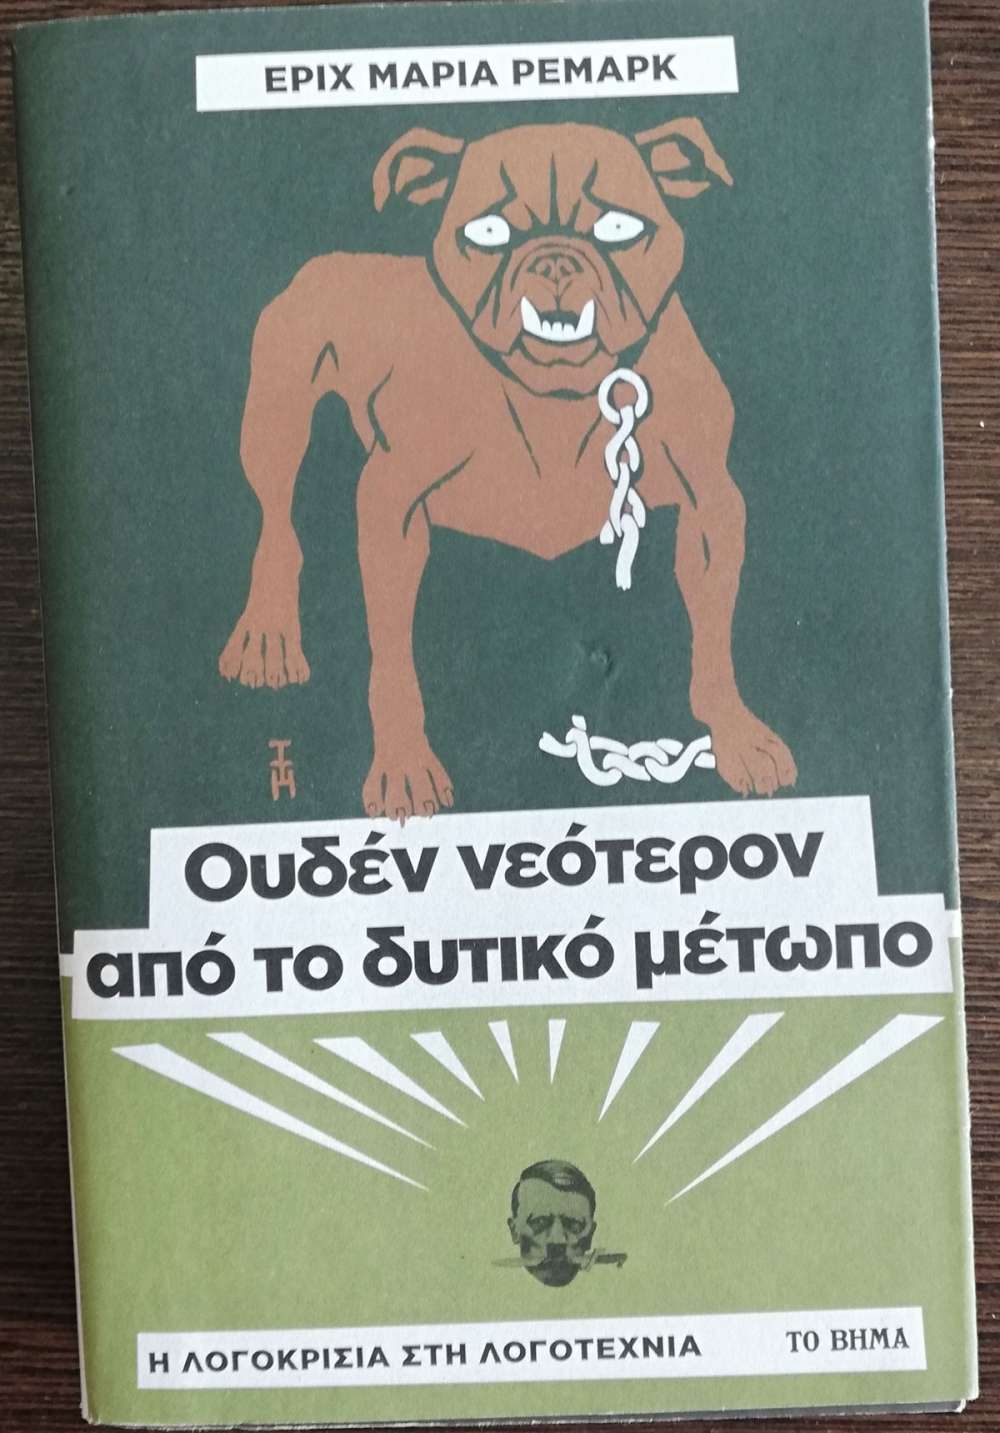 ΕΡΙΧ ΜΑΡΙΑ ΡΕΜΑΡΚ
Ουδέν νεότερον
από το δυτικό μέτωπο
Η ΛΟΓΟΚΡΙΣΙΑ ΣΤΗ ΛΟΓΟΤΕΧΝΙΑ
ΤΟ ΒΗΜΑ